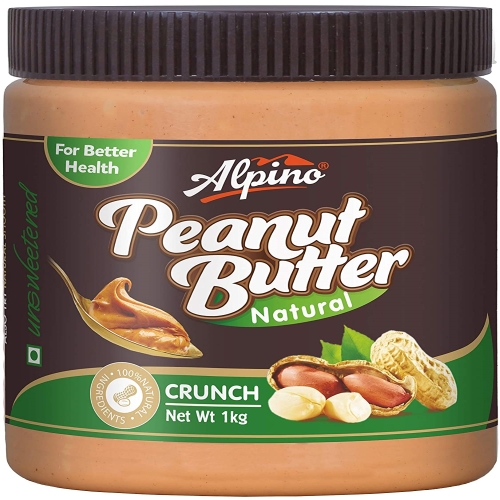 For Better
Health
Alpino®
Peanut
Butter
Natural
unsweetened
100% NATURAL
INGREDIENTS
CRUNCH
Net Wt 1kg